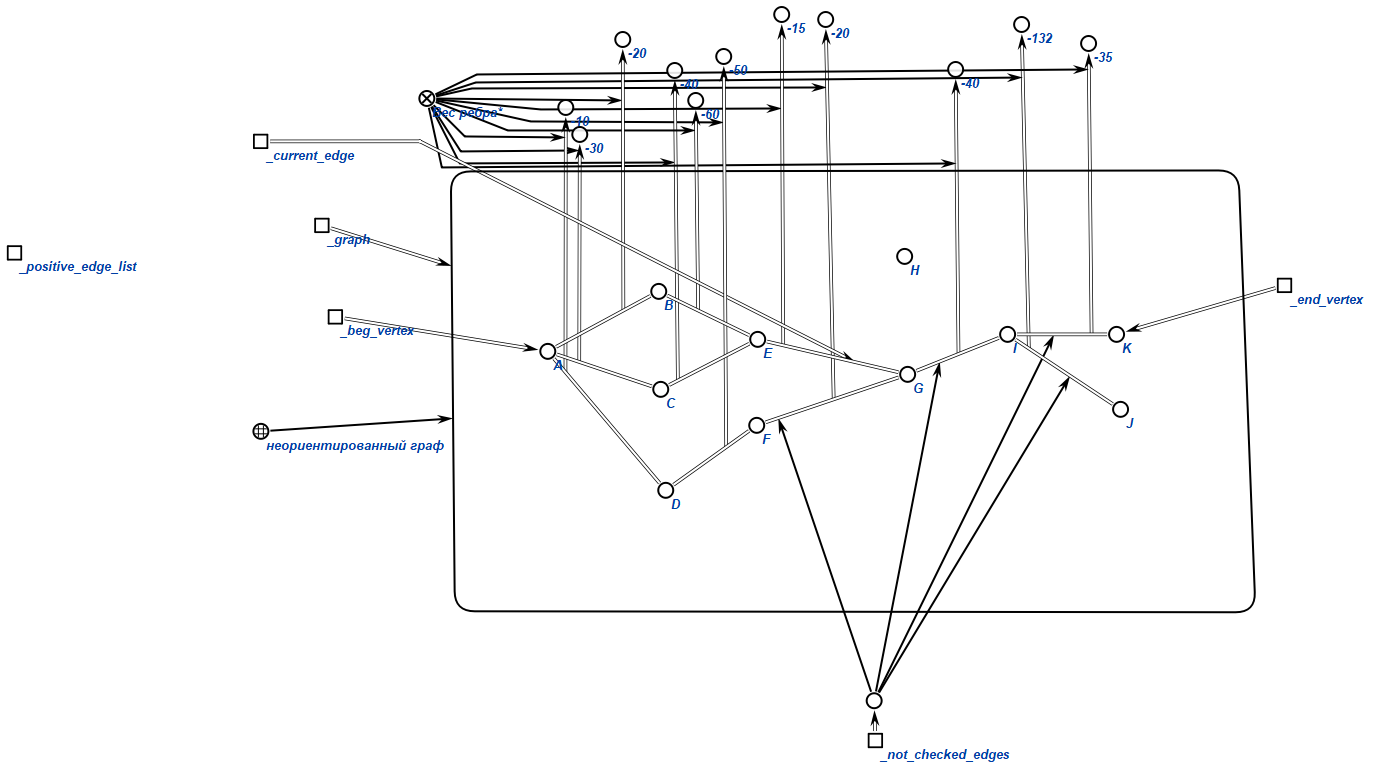 -15
-20
-132
-20
-35
-50
-40
-40
Вес ребра*
-10
-60
-30
_current_edge
_graph
_positive_edge_list
H
_end_vertex
B
_beg_vertex
E
I
K
A
G
C
J
F
неориентированный граф
D
_not_checked_edges